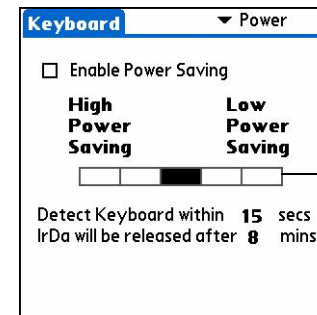 Keyboard ▼ Power
Enable Power Saving
High Low
Power Power
Saving Saving
Detect Keyboard within 15 secs
IrDa will be released after 8 mins